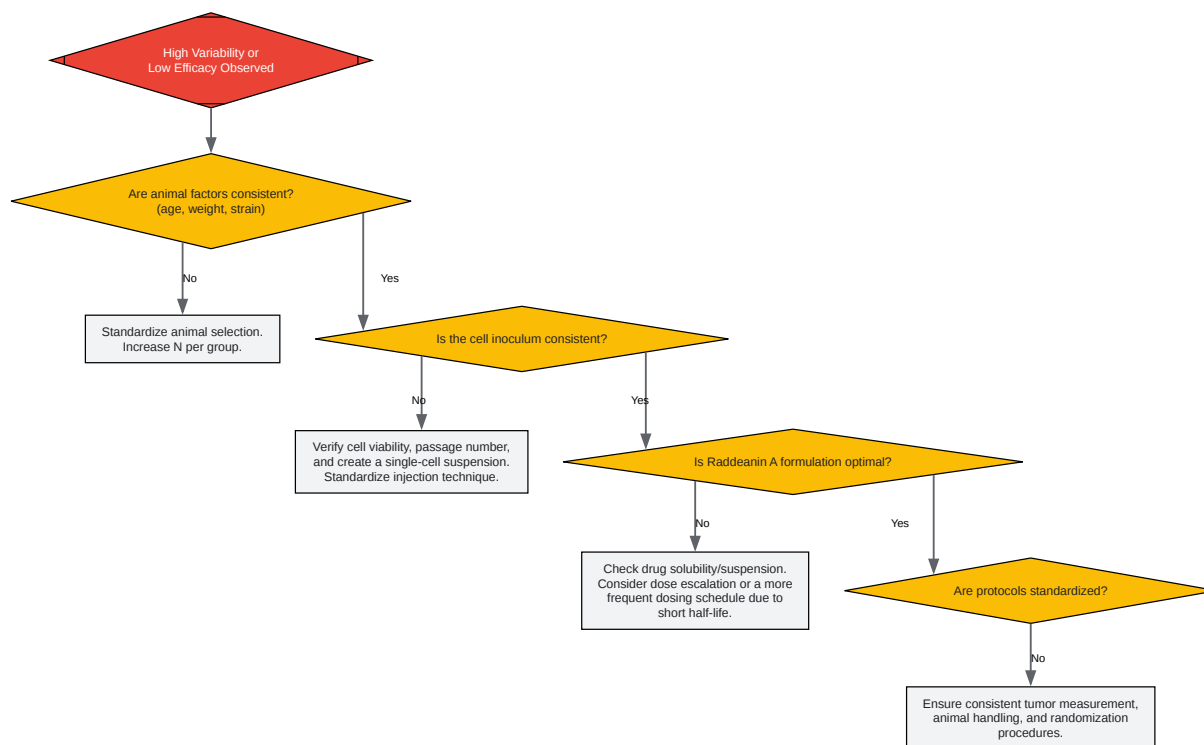 High Variability or
Low Efficacy Observed
Are animal factors consistent?
(age, weight, strain)
No
Yes
Standardize animal selection.
Increase N per group.
Is the cell inoculum consistent?
No
Yes
Verify cell viability, passage number,
and create a single-cell suspension.
Standardize injection technique.
Is Raddeanin A formulation optimal?
No
Yes
Check drug solubility/suspension.
Consider dose escalation or a more
frequent dosing schedule due to
short half-life.
Are protocols standardized?
No
Ensure consistent tumor measurement,
animal handling, and randomization
procedures.